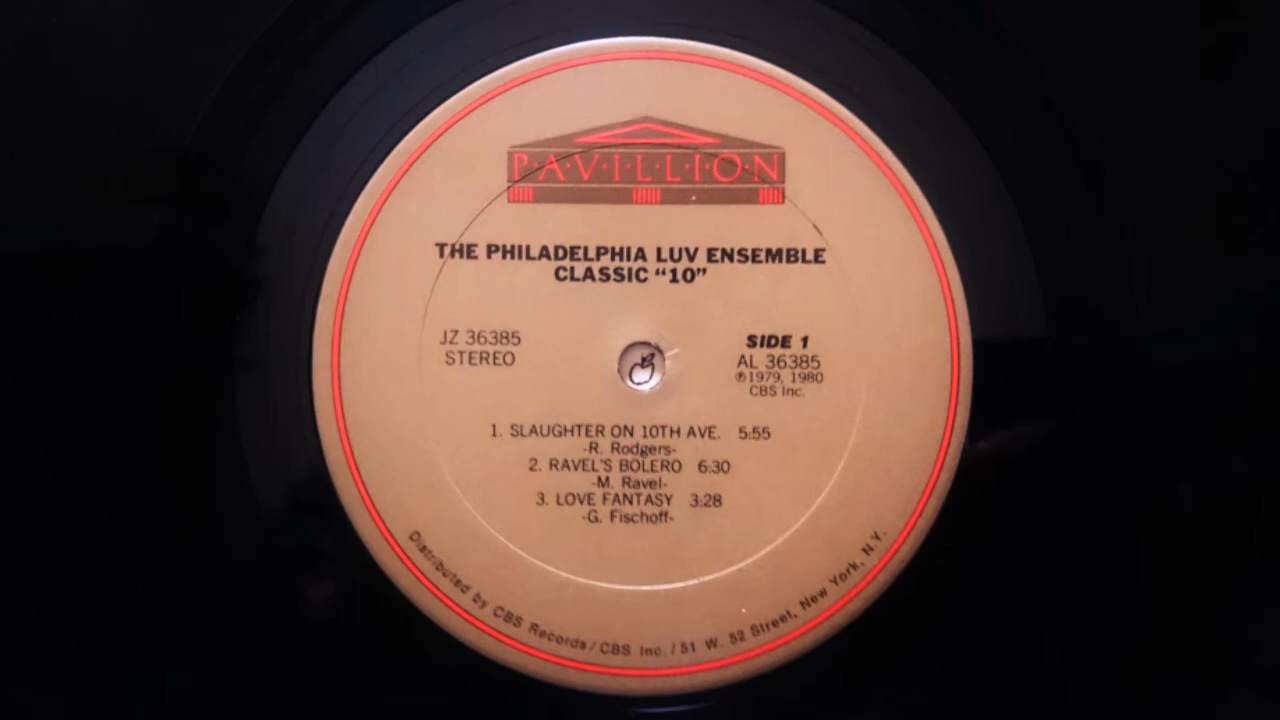 P·A·V·I·L·L·I·O·N
THE PHILADELPHIA LUV ENSEMBLE
CLASSIC “10”
JZ 36385
STEREO
SIDE 1
AL 36385
℗1979, 1980
CBS Inc.
1. SLAUGHTER ON 10TH AVE. 5:55
-R. Rodgers-
2. RAVEL'S BOLERO 6:30
-M. Ravel-
3. LOVE FANTASY 3:28
-G. Fischoff-
Distributed by CBS Records/CBS Inc./51 W. 52 Street, New York, N.Y.